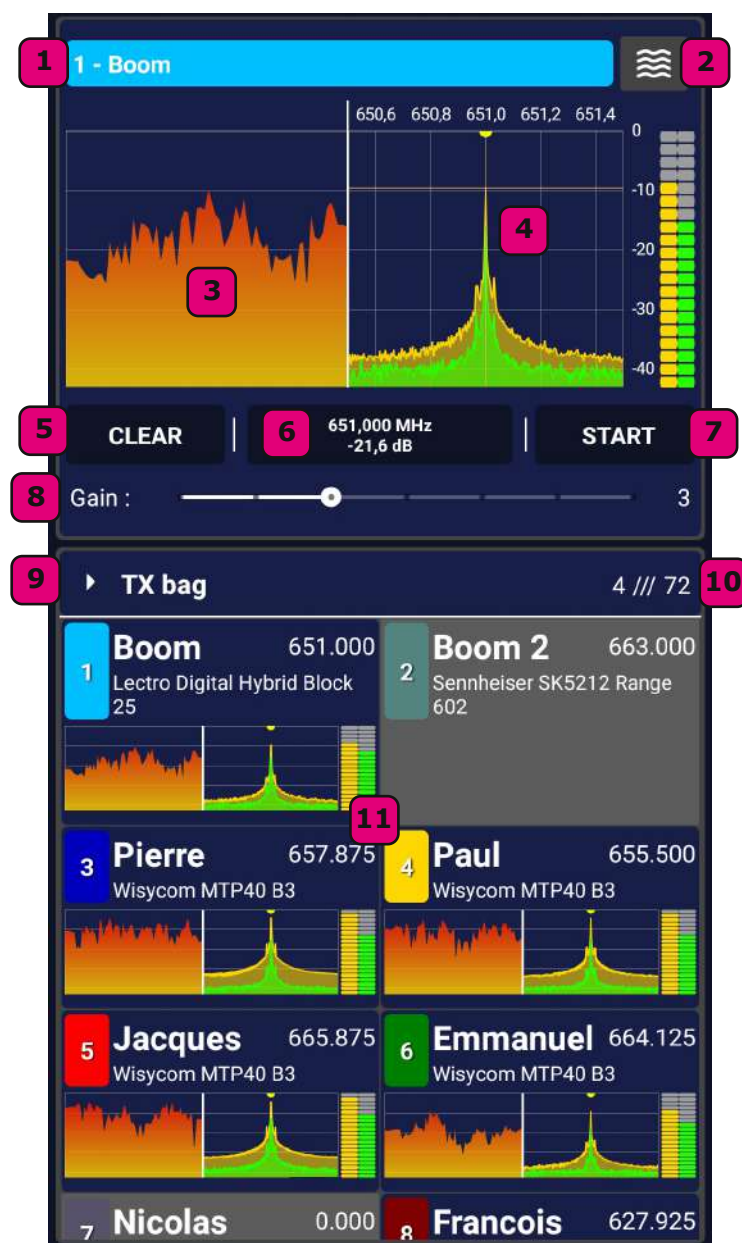 1
1 - Boom
2
650,6 650,8 651,0 651,2 651,4
0
-10
4
-20
3
-30
-40
5
CLEAR
6
651,000 MHz
-21,6 dB
START
7
8
Gain :
3
9
TX bag
4 /// 72
10
1
Boom
651.000
Lectro Digital Hybrid Block
25
2
Boom 2
663.000
Sennheiser SK5212 Range
602
11
3
Pierre
657.875
Wisycom MTP40 B3
4
Paul
655.500
Wisycom MTP40 B3
5
Jacques
665.875
Wisycom MTP40 B3
6
Emmanuel
664.125
Wisycom MTP40 B3
7
Nicolas
0.000
8
Francois
627.925